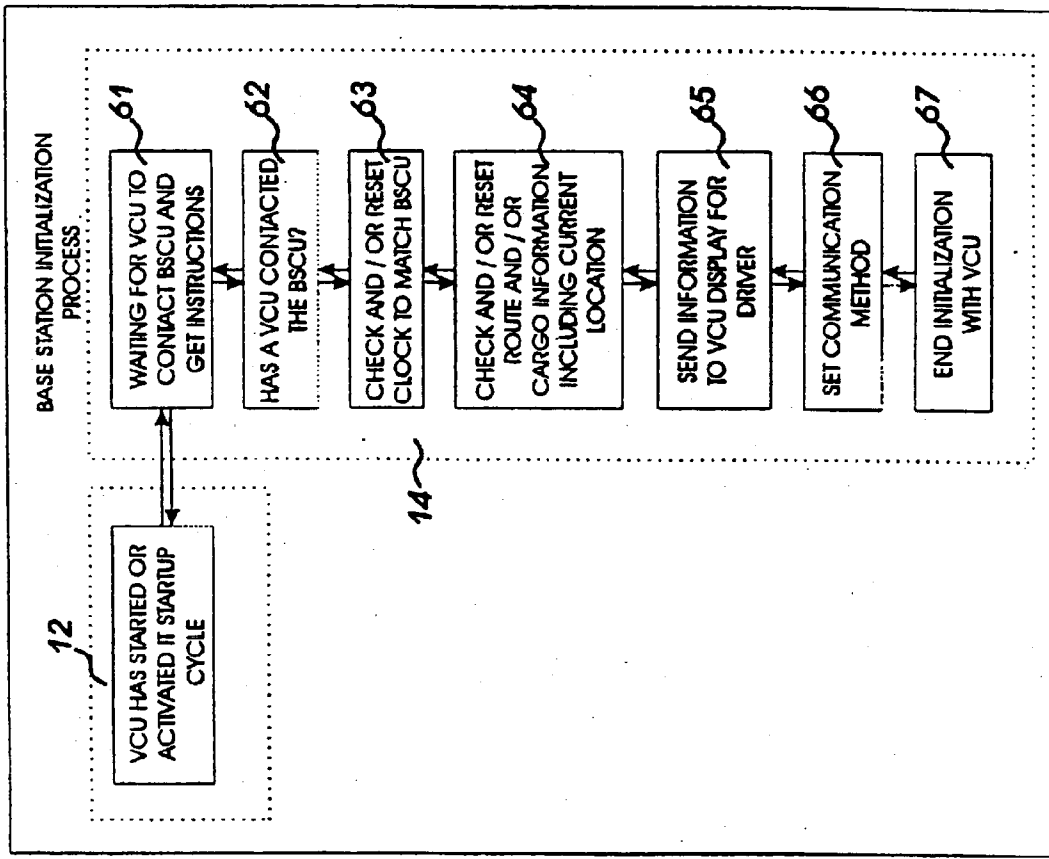 BASE STATION INITIALIZATION
PROCESS
12
VCU HAS STARTED OR
ACTIVATED IT STARTUP
CYCLE
14
61
WAITING FOR VCU TO
CONTACT BSCU AND
GET INSTRUCTIONS
62
HAS A VCU CONTACTED
THE BSCU?
63
CHECK AND / OR RESET
CLOCK TO MATCH BSCU
64
CHECK AND / OR RESET
ROUTE AND / OR
CARGO INFORMATION
INCLUDING CURRENT
LOCATION
65
SEND INFORMATION
TO VCU DISPLAY FOR
DRIVER
66
SET COMMUNICATION
METHOD
67
END INITIALIZATION
WITH VCU